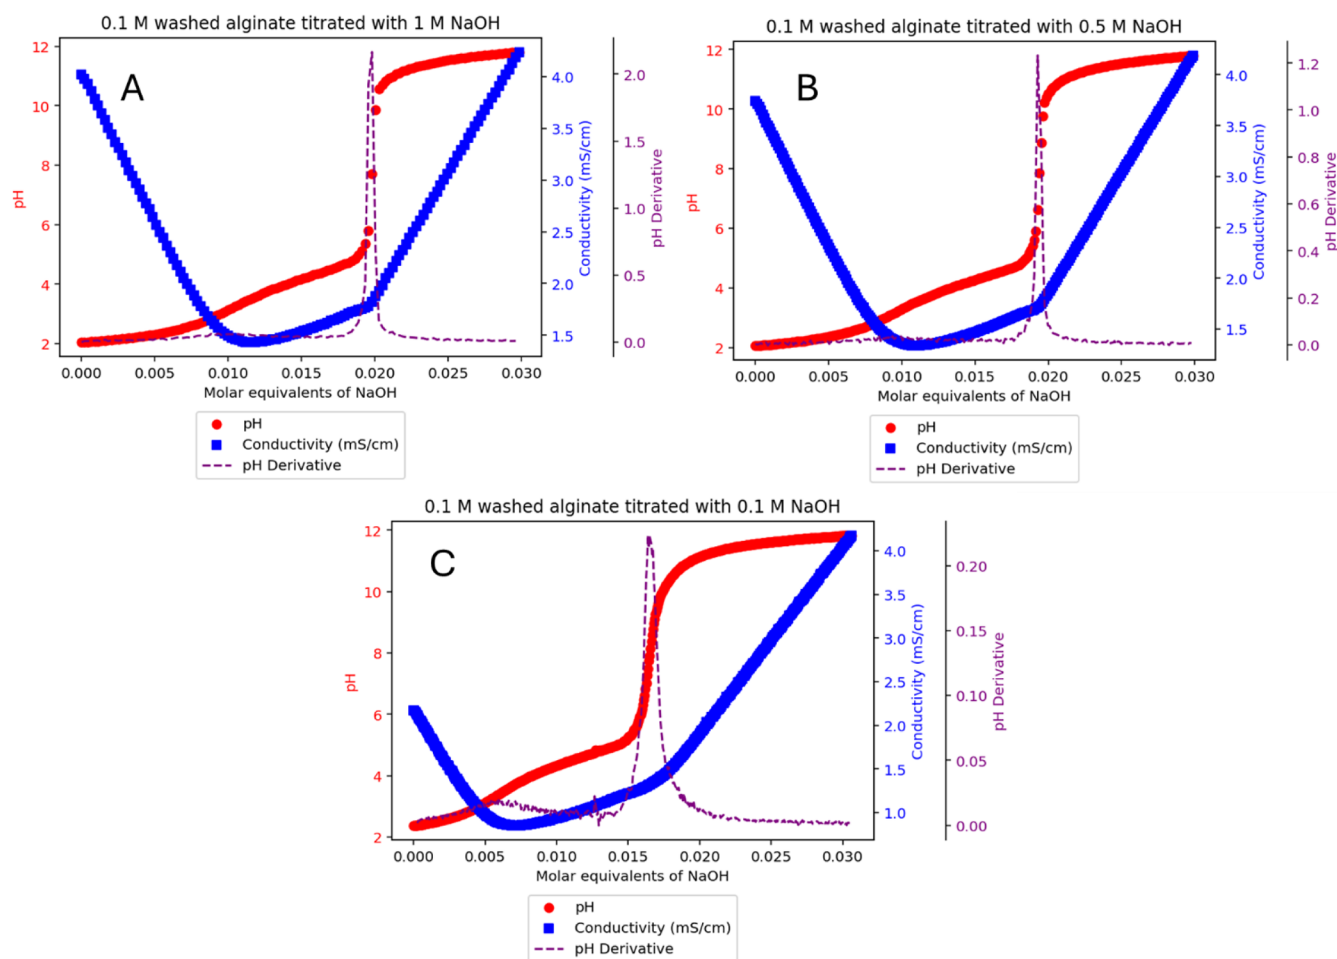 0.1 M washed alginate titrated with 1 M NaOH
A
12
10
8
6
4
2
pH
4.0
3.5
3.0
2.5
2.0
1.5
Conductivity (mS/cm)
2.0
1.5
1.0
0.5
0.0
pH Derivative
0.000 0.005 0.010 0.015 0.020 0.025 0.030
Molar equivalents of NaOH
pH
Conductivity (mS/cm)
pH Derivative
0.1 M washed alginate titrated with 0.5 M NaOH
B
12
10
8
6
4
2
pH
4.0
3.5
3.0
2.5
2.0
1.5
Conductivity (mS/cm)
1.2
1.0
0.8
0.6
0.4
0.2
0.0
pH Derivative
0.000 0.005 0.010 0.015 0.020 0.025 0.030
Molar equivalents of NaOH
pH
Conductivity (mS/cm)
pH Derivative
0.1 M washed alginate titrated with 0.1 M NaOH
C
12
10
8
6
4
2
pH
4.0
3.5
3.0
2.5
2.0
1.5
1.0
Conductivity (mS/cm)
0.20
0.15
0.10
0.05
0.00
pH Derivative
0.000 0.005 0.010 0.015 0.020 0.025 0.030
Molar equivalents of NaOH
pH
Conductivity (mS/cm)
pH Derivative